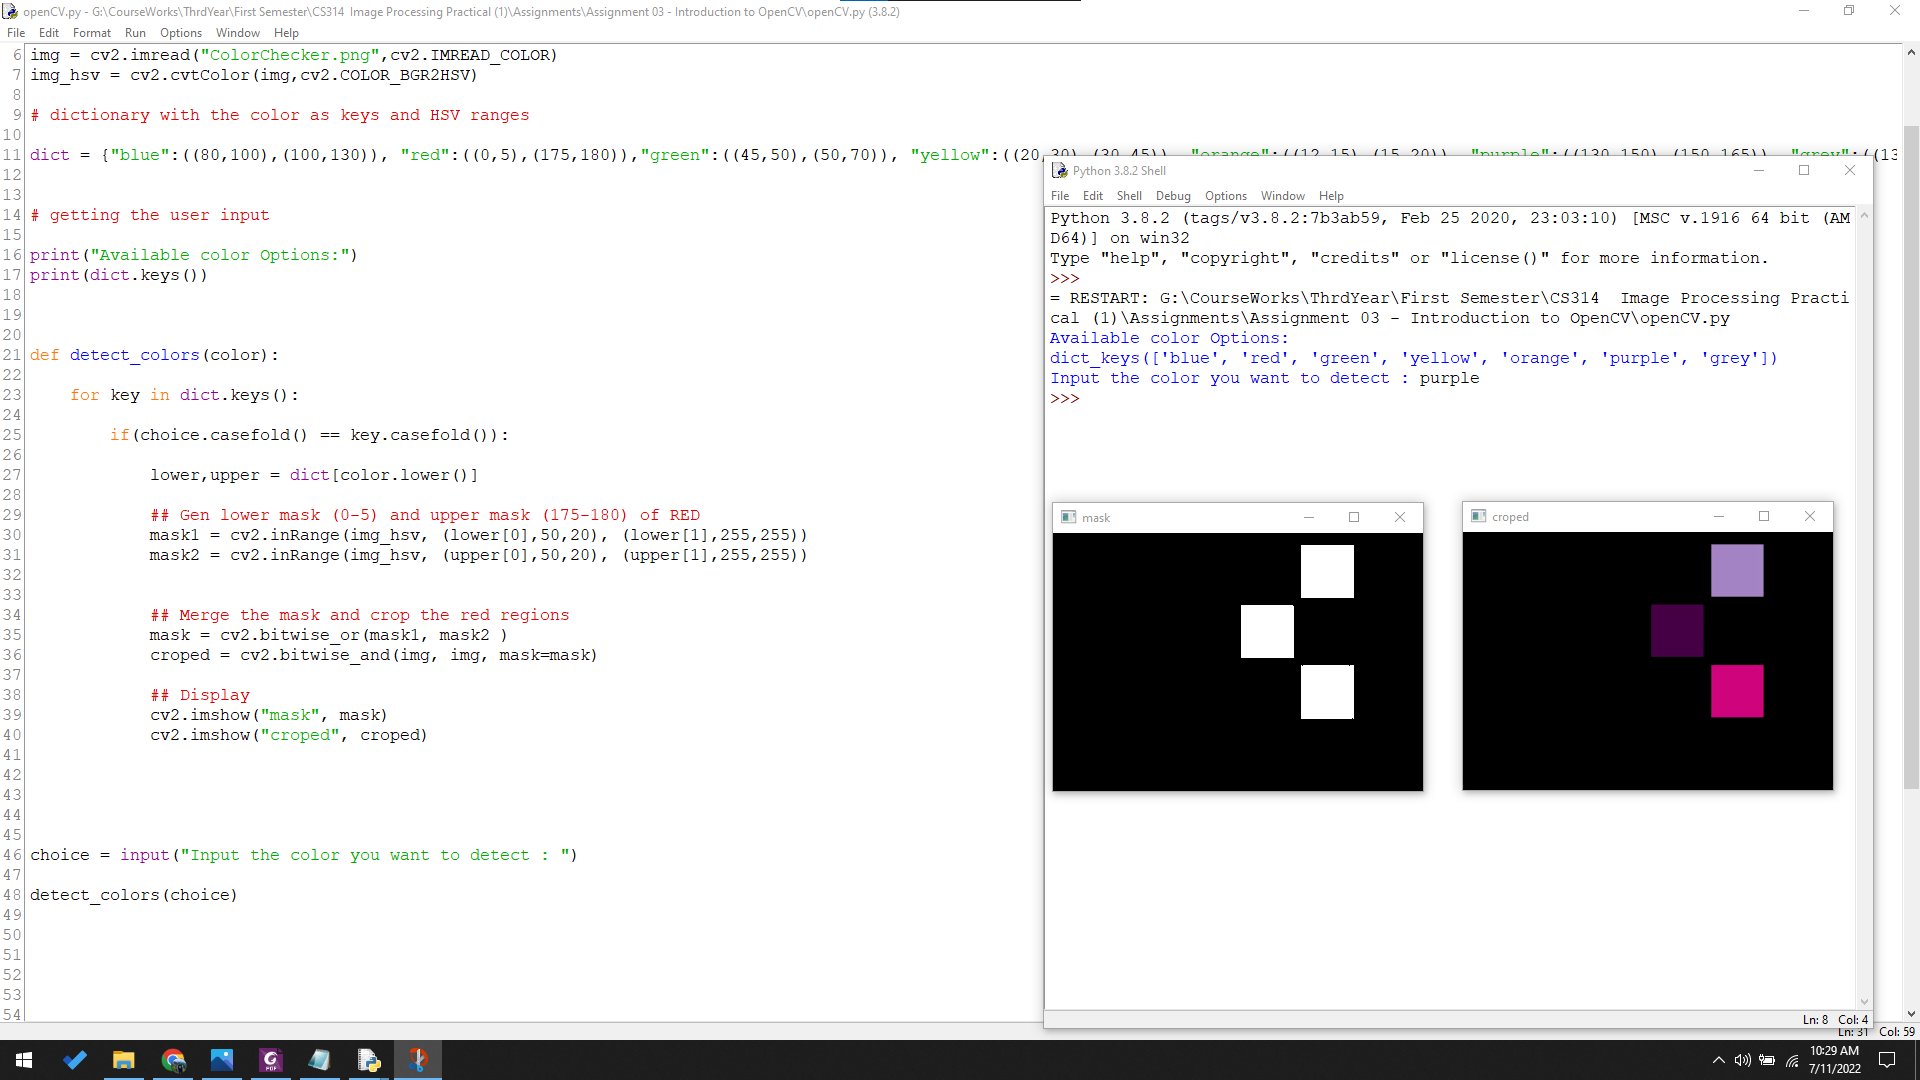 openCV.py - G:\CourseWorks\ThrdYear\First Semester\CS314  Image Processing Practical (1)\Assignments\Assignment 03 - Introduction to OpenCV\openCV.py (3.8.2)
File Edit Format Run Options Window Help
6 img = cv2.imread("ColorChecker.png",cv2.IMREAD_COLOR)
7 img_hsv = cv2.cvtColor(img,cv2.COLOR_BGR2HSV)
8
9 # dictionary with the color as keys and HSV ranges
10
11 dict = {"blue":((80,100),(100,130)), "red":((0,5),(175,180)),"green":((45,50),(50,70)), "yellow":((20,30),(30,45)), "orange":((12,15),(15,20)), "purple":((130,150),(150,165)), "grey":((13
12
13
14 # getting the user input
15
16 print("Available color Options:")
17 print(dict.keys())
18
19
20
21 def detect_colors(color):
22
23     for key in dict.keys():
24
25         if(choice.casefold() == key.casefold()):
26
27             lower,upper = dict[color.lower()]
28
29             ## Gen lower mask (0-5) and upper mask (175-180) of RED
30             mask1 = cv2.inRange(img_hsv, (lower[0],50,20), (lower[1],255,255))
31             mask2 = cv2.inRange(img_hsv, (upper[0],50,20), (upper[1],255,255))
32
33
34             ## Merge the mask and crop the red regions
35             mask = cv2.bitwise_or(mask1, mask2 )
36             croped = cv2.bitwise_and(img, img, mask=mask)
37
38             ## Display
39             cv2.imshow("mask", mask)
40             cv2.imshow("croped", croped)
41
42
43
44
45
46 choice = input("Input the color you want to detect : ")
47
48 detect_colors(choice)
49
50
51
52
53
54
Ln: 31 Col: 59
Python 3.8.2 Shell
File Edit Shell Debug Options Window Help
Python 3.8.2 (tags/v3.8.2:7b3ab59, Feb 25 2020, 23:03:10) [MSC v.1916 64 bit (AM
D64)] on win32
Type "help", "copyright", "credits" or "license()" for more information.
>>>
= RESTART: G:\CourseWorks\ThrdYear\First Semester\CS314  Image Processing Practi
cal (1)\Assignments\Assignment 03 - Introduction to OpenCV\openCV.py
Available color Options:
dict_keys(['blue', 'red', 'green', 'yellow', 'orange', 'purple', 'grey'])
Input the color you want to detect : purple
>>>
mask
croped
Ln: 8 Col: 4
10:29 AM
7/11/2022